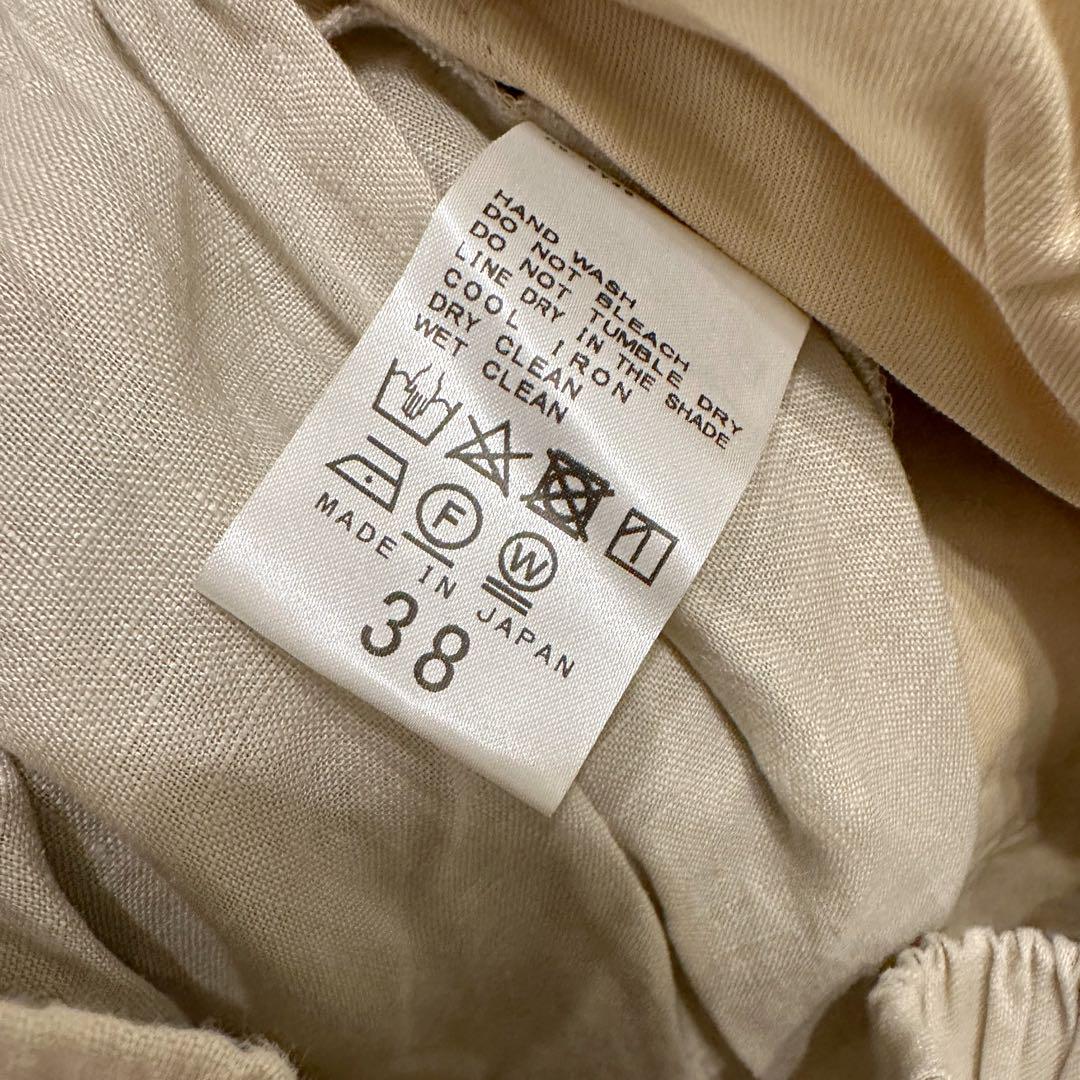 HAND WASH
DO NOT BLEACH
DO NOT TUMBLE DRY
LINE DRY IN THE SHADE
COOL IRON
DRY CLEAN
WET CLEAN
F
W
MADE IN JAPAN
38